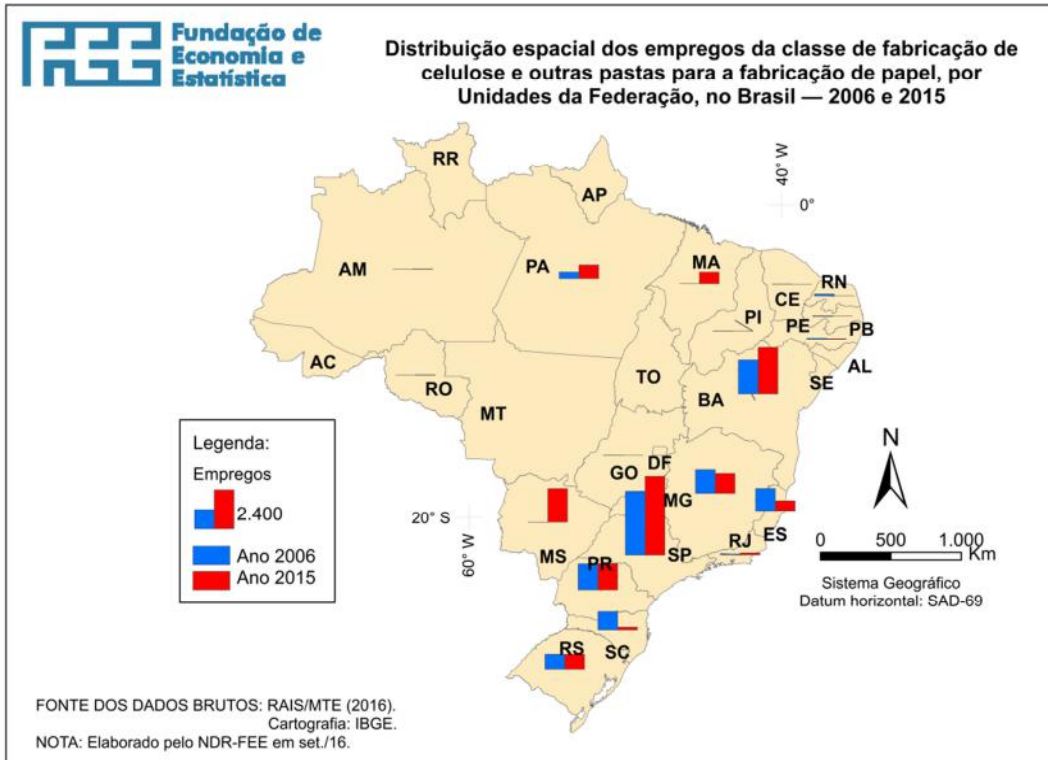 Fundação de
Economia e
Estatística
Distribuição espacial dos empregos da classe de fabricação de
celulose e outras pastas para a fabricação de papel, por
Unidades da Federação, no Brasil — 2006 e 2015
RR
AP
40° W
0°
AM
PA
MA
RN
CE
PI
PE
PB
AL
AC
RO
TO
SE
BA
MT
Legenda:
Empregos
2.400
Ano 2006
Ano 2015
N
GO
DF
MG
20° S
60° W
MS
SP
RJ
ES
PR
0 500 1.000
Km
Sistema Geográfico
Datum horizontal: SAD-69
SC
RS
FONTE DOS DADOS BRUTOS: RAIS/MTE (2016).
Cartografia: IBGE.
NOTA: Elaborado pelo NDR-FEE em set./16.